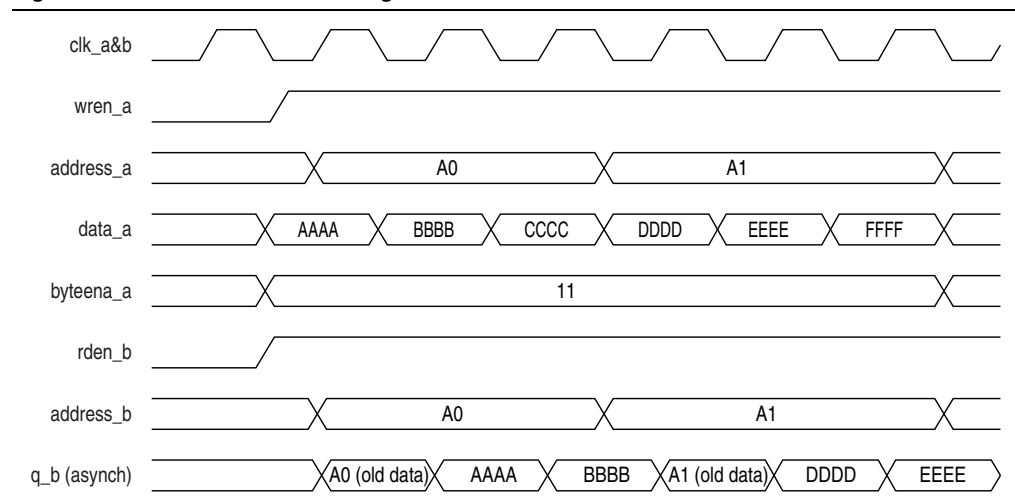 clk_a&b
wren_a
address_a A0 A1
data_a AAAA BBBB CCCC DDDD EEEE FFFF
byteena_a 11
rden_b
address_b A0 A1
q_b (asynch) A0 (old data) AAAA BBBB A1 (old data) DDDD EEEE